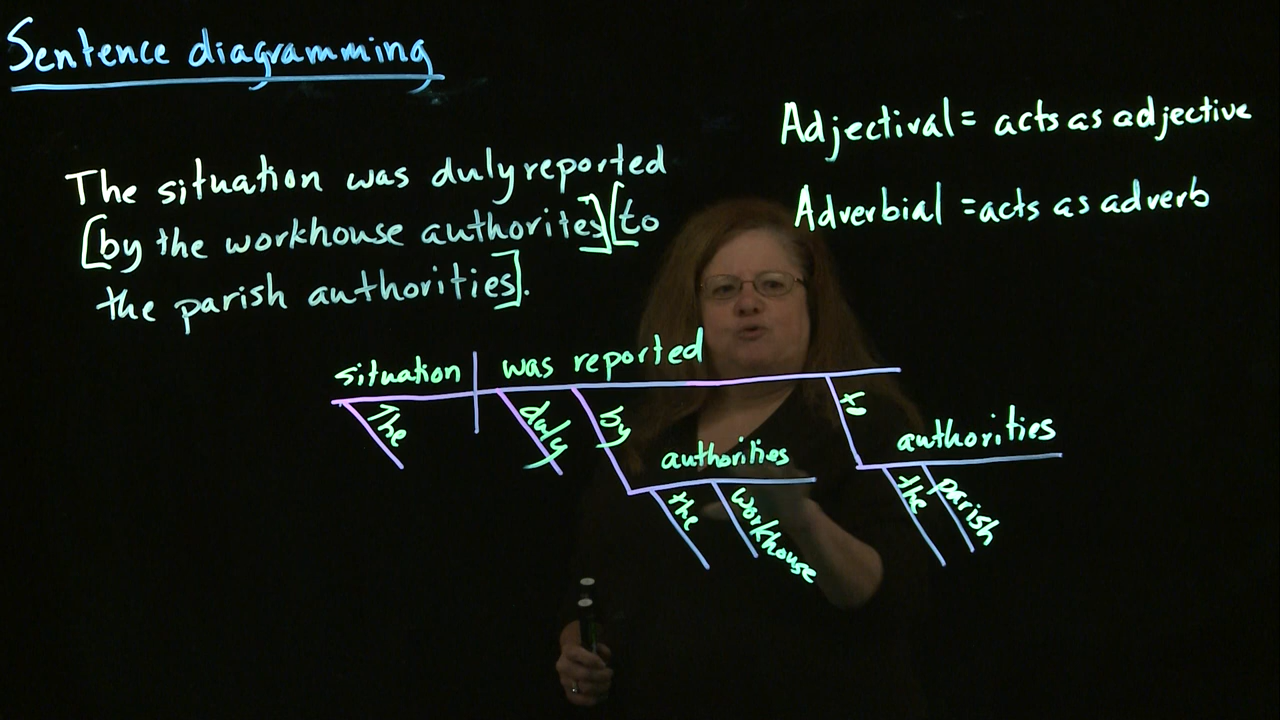 Sentence diagramming
Adjectival = acts as adjective
Adverbial = acts as adverb
The situation was duly reported
[by the workhouse authorites] [to
the parish authorities].
situation | was reported
The duly by to
authorities authorities
the workhouse the parish